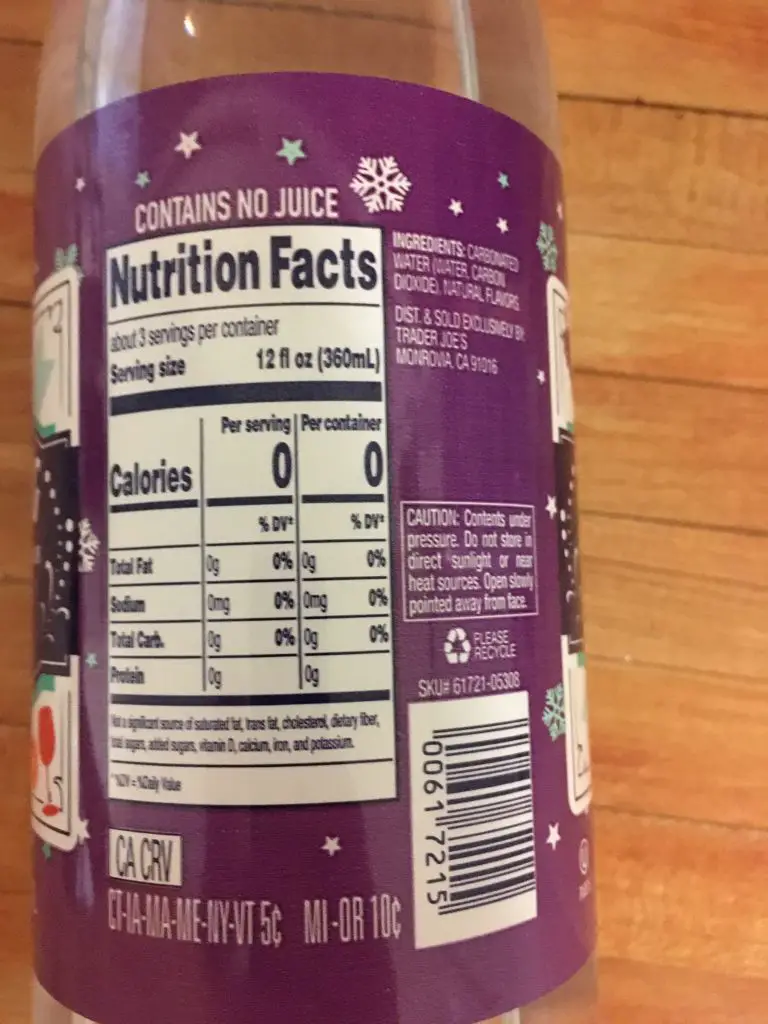 CONTAINS NO JUICE
Nutrition Facts
about 3 servings per container
Serving size 12 fl oz (360mL)
Per serving Per container
Calories 0 0
% DV* % DV*
Total Fat 0g 0% 0g 0%
Sodium 0mg 0% 0mg 0%
Total Carb. 0g 0% 0g 0%
Protein 0g 0g
Not a significant source of saturated fat, trans fat, cholesterol, dietary fiber,
total sugars, added sugars, vitamin D, calcium, iron, and potassium.
*%DV = %Daily Value
INGREDIENTS: CARBONATED
WATER (WATER, CARBON
DIOXIDE), NATURAL FLAVORS.
DIST. & SOLD EXCLUSIVELY BY:
TRADER JOE'S
MONROVIA, CA 91016
CAUTION: Contents under
pressure. Do not store in
direct sunlight or near
heat sources. Open slowly
pointed away from face.
PLEASE
RECYCLE
SKU# 61721-05308
00617215
CA CRV
CT-IA-MA-ME-NY-VT 5¢ MI-OR 10¢